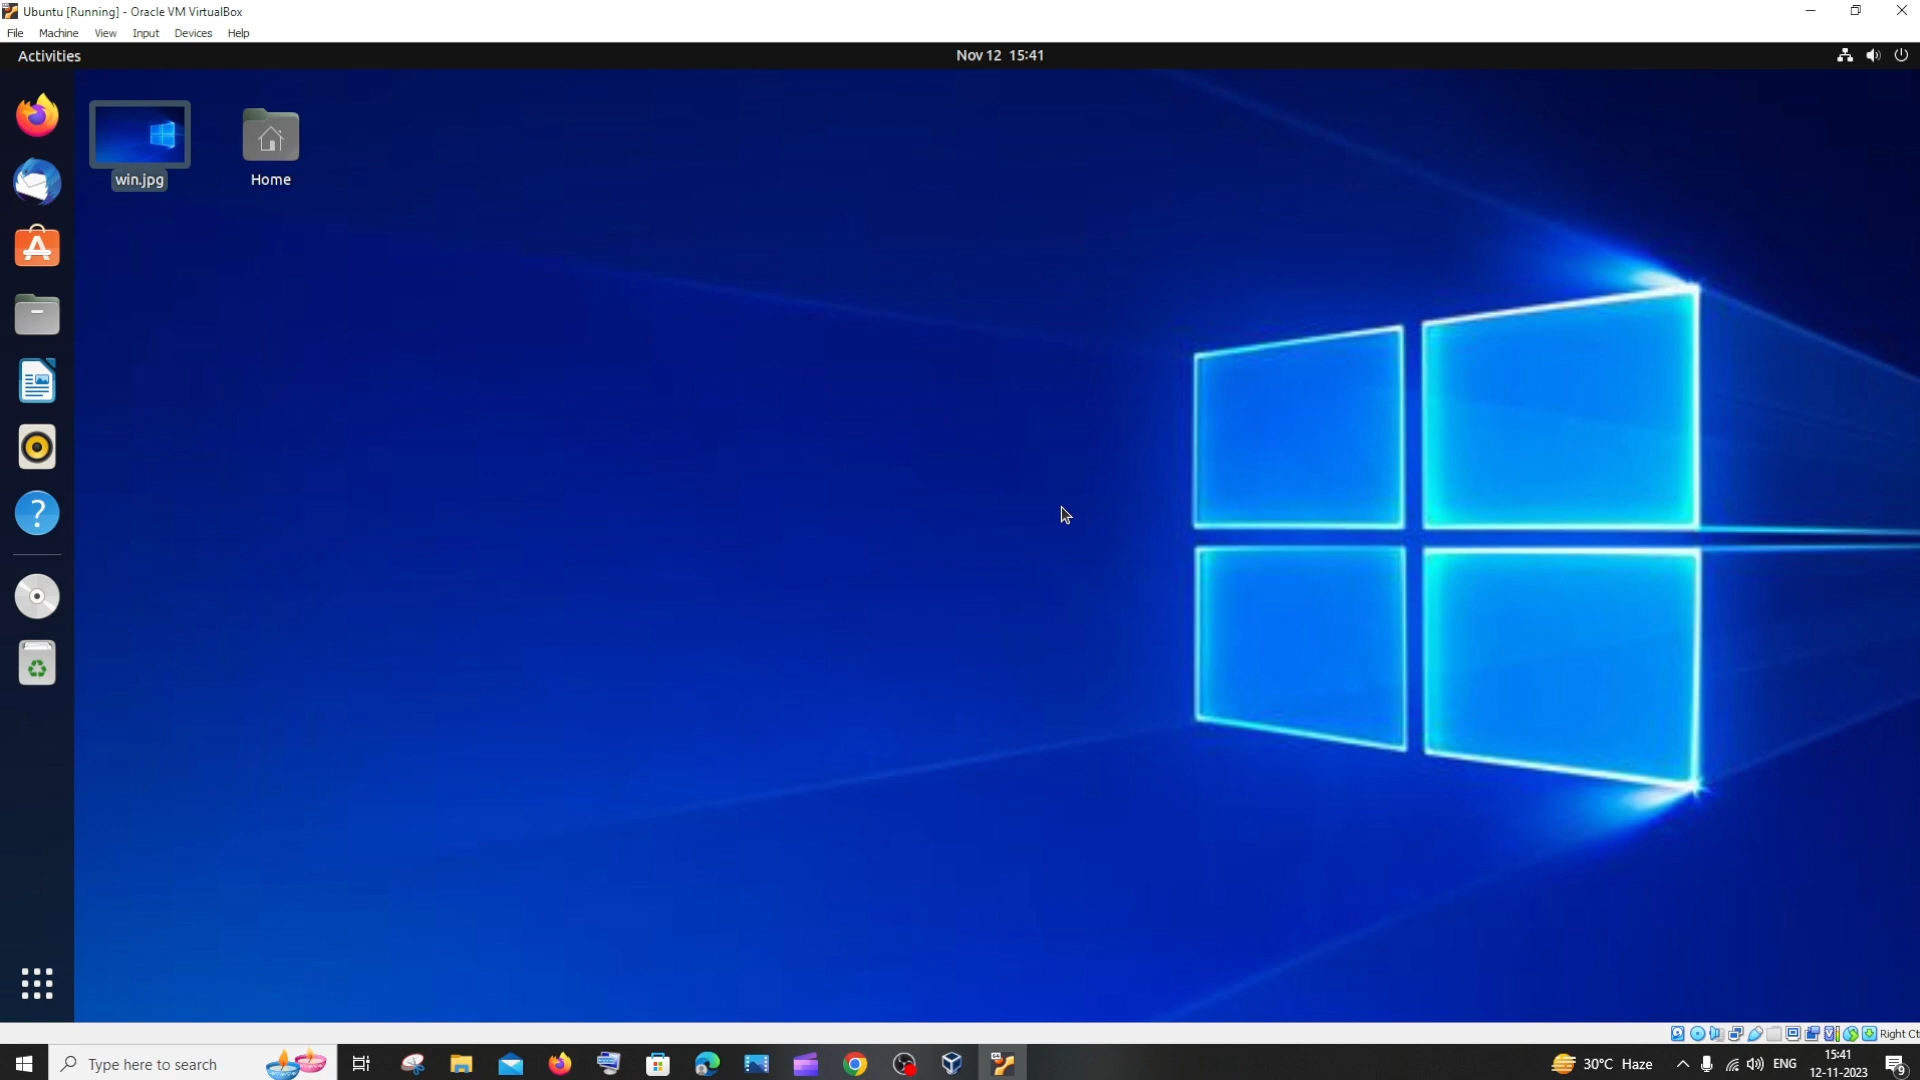 Ubuntu [Running] - Oracle VM VirtualBox
File Machine View Input Devices Help
Activities
Nov 12 15:41
win.jpg
Home
Right Ct
Type here to search
30°C Haze
ENG
15:41
12-11-2023
9